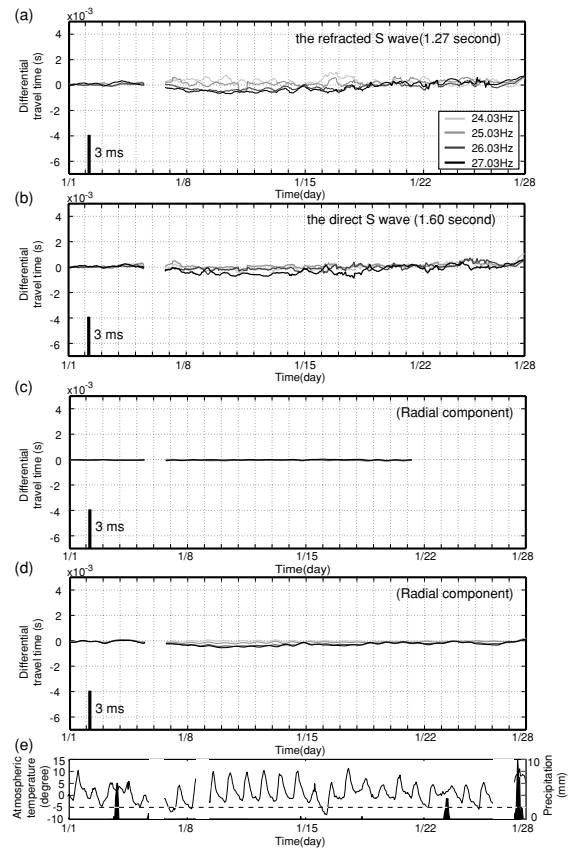 (a)
x10-3
the refracted S wave(1.27 second)
4
2
0
-2
-4
-6
Differential
travel time (s)
3 ms
24.03Hz
25.03Hz
26.03Hz
27.03Hz
1/1 1/8 1/15 1/22 1/28
Time(day)
(b)
x10-3
the direct S wave (1.60 second)
4
2
0
-2
-4
-6
Differential
travel time (s)
3 ms
1/1 1/8 1/15 1/22 1/28
Time(day)
(c)
x10-3
(Radial component)
4
2
0
-2
-4
-6
Differential
travel time (s)
3 ms
1/1 1/8 1/15 1/22 1/28
Time(day)
(d)
x10-3
(Radial component)
4
2
0
-2
-4
-6
Differential
travel time (s)
3 ms
1/1 1/8 1/15 1/22 1/28
Time(day)
(e)
15
10
5
0
-5
-10
Atmospheric
temperature
(degree)
10
0
Precipitation
(mm)
1/1 1/8 1/15 1/22 1/28
Time(day)